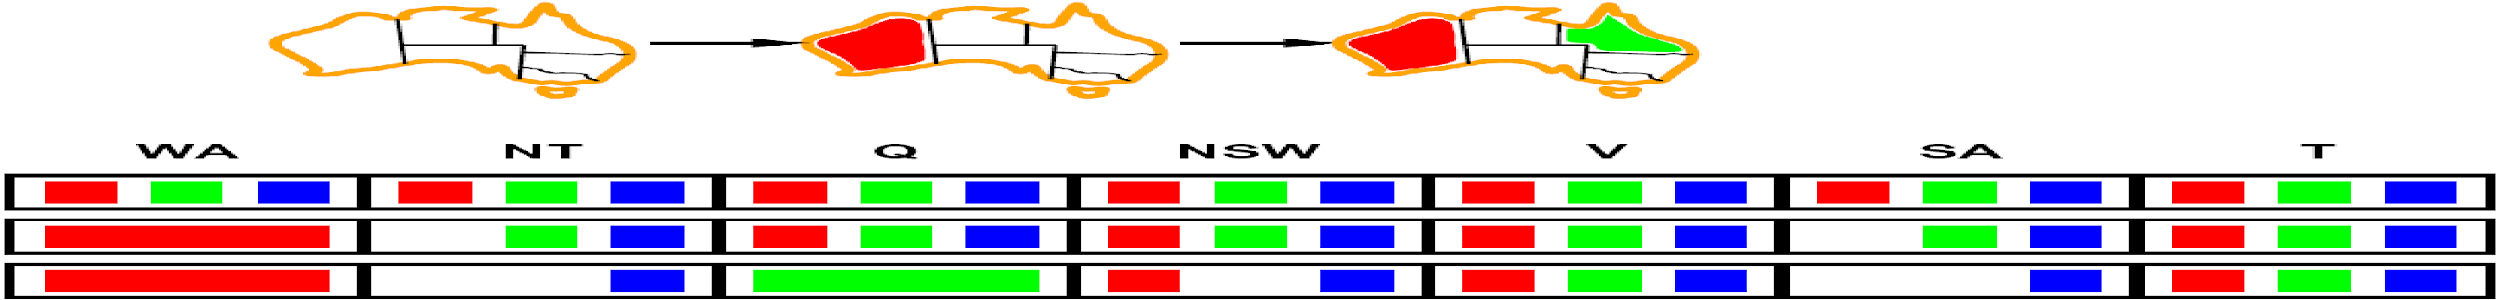 WA NT Q NSW V SA T